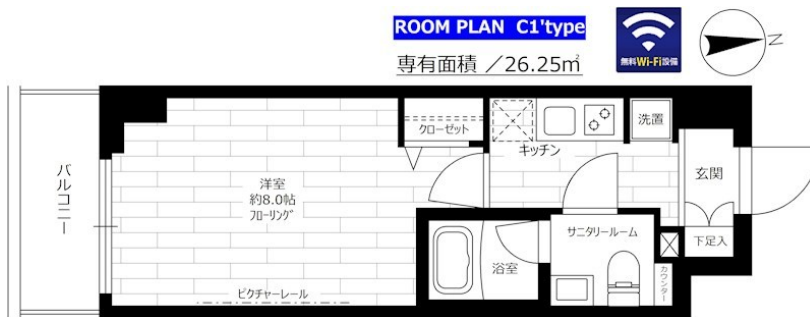 ROOM PLAN C1'type
専有面積 ／26.25㎡
無料Wi-Fi設備
N
クローゼット
キッチン
洗置
玄関
下足入
バルコニー
洋室
約8.0帖
フローリング
サニタリールーム
浴室
カウンター
ピクチャーレール